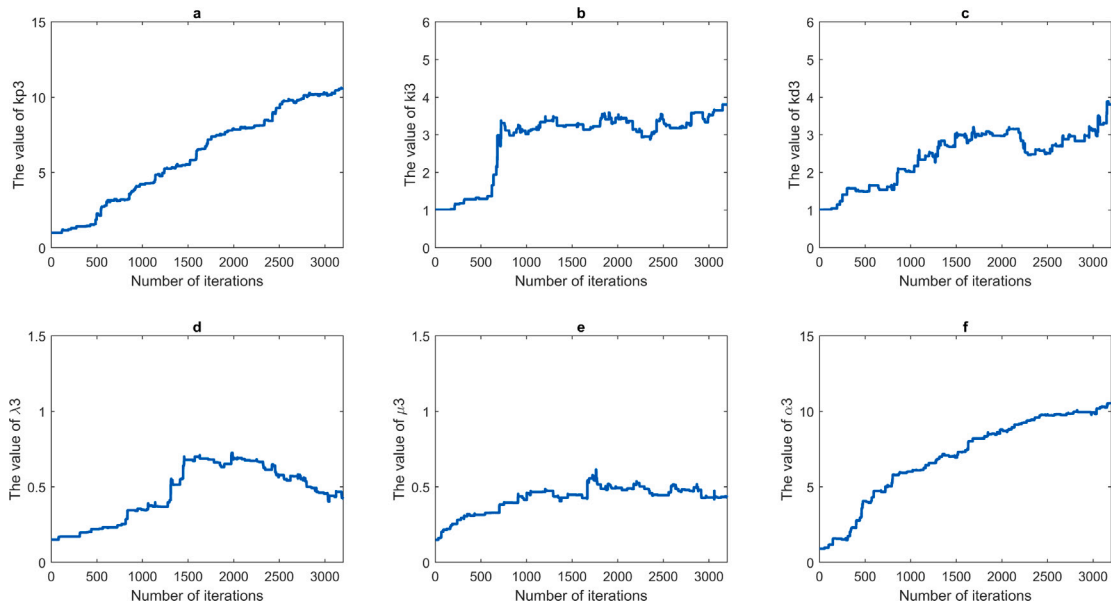 a
15
10
5
0
The value of kp3
0 500 1000 1500 2000 2500 3000
Number of iterations
b
6
5
4
3
2
1
0
The value of ki3
0 500 1000 1500 2000 2500 3000
Number of iterations
c
6
5
4
3
2
1
0
The value of kd3
0 500 1000 1500 2000 2500 3000
Number of iterations
d
1.5
1
0.5
0
The value of λ3
0 500 1000 1500 2000 2500 3000
Number of iterations
e
1.5
1
0.5
0
The value of μ3
0 500 1000 1500 2000 2500 3000
Number of iterations
f
15
10
5
0
The value of α3
0 500 1000 1500 2000 2500 3000
Number of iterations